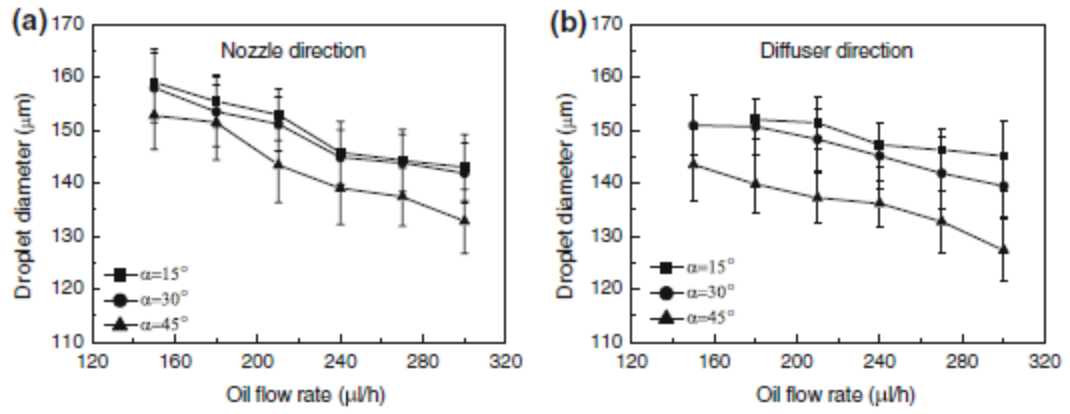 (a)
Nozzle direction
Droplet diameter (μm)
170
160
150
140
130
120
110
α=15°
α=30°
α=45°
120 160 200 240 280 320
Oil flow rate (μl/h)
(b)
Diffuser direction
Droplet diameter (μm)
170
160
150
140
130
120
110
α=15°
α=30°
α=45°
120 160 200 240 280 320
Oil flow rate (μl/h)